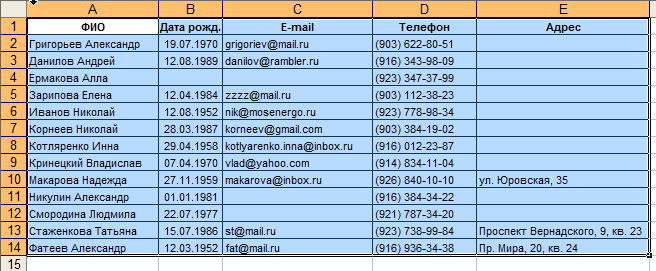 A B C D E
1 ФИО Дата рожд. E-mail Телефон Адрес
2 Григорьев Александр 19.07.1970 grigoriev@mail.ru (903) 622-80-51
3 Данилов Андрей 12.08.1989 danilov@rambler.ru (916) 343-98-09
4 Ермакова Алла (923) 347-37-99
5 Зарипова Елена 12.04.1984 zzzz@mail.ru (903) 112-38-23
6 Иванов Николай 12.08.1952 nik@mosenergo.ru (923) 778-98-34
7 Корнеев Николай 28.03.1987 korneev@gmail.com (903) 384-19-02
8 Котляренко Инна 29.04.1958 kotlyarenko.inna@inbox.ru (916) 012-23-87
9 Криницкий Владислав 07.04.1970 vlad@yahoo.com (914) 834-11-04
10 Макарова Надежда 27.11.1959 makarova@inbox.ru (926) 840-10-10 ул. Юровская, 35
11 Никулин Александр 01.01.1981 (916) 384-34-22
12 Смородина Людмила 22.07.1977 (921) 787-34-20
13 Стаженкова Татьяна 15.07.1986 st@mail.ru (923) 738-99-84 Проспект Вернадского, 9, кв. 23
14 Фатеев Александр 12.03.1952 fat@mail.ru (916) 936-34-38 Пр. Мира, 20, кв. 24
15